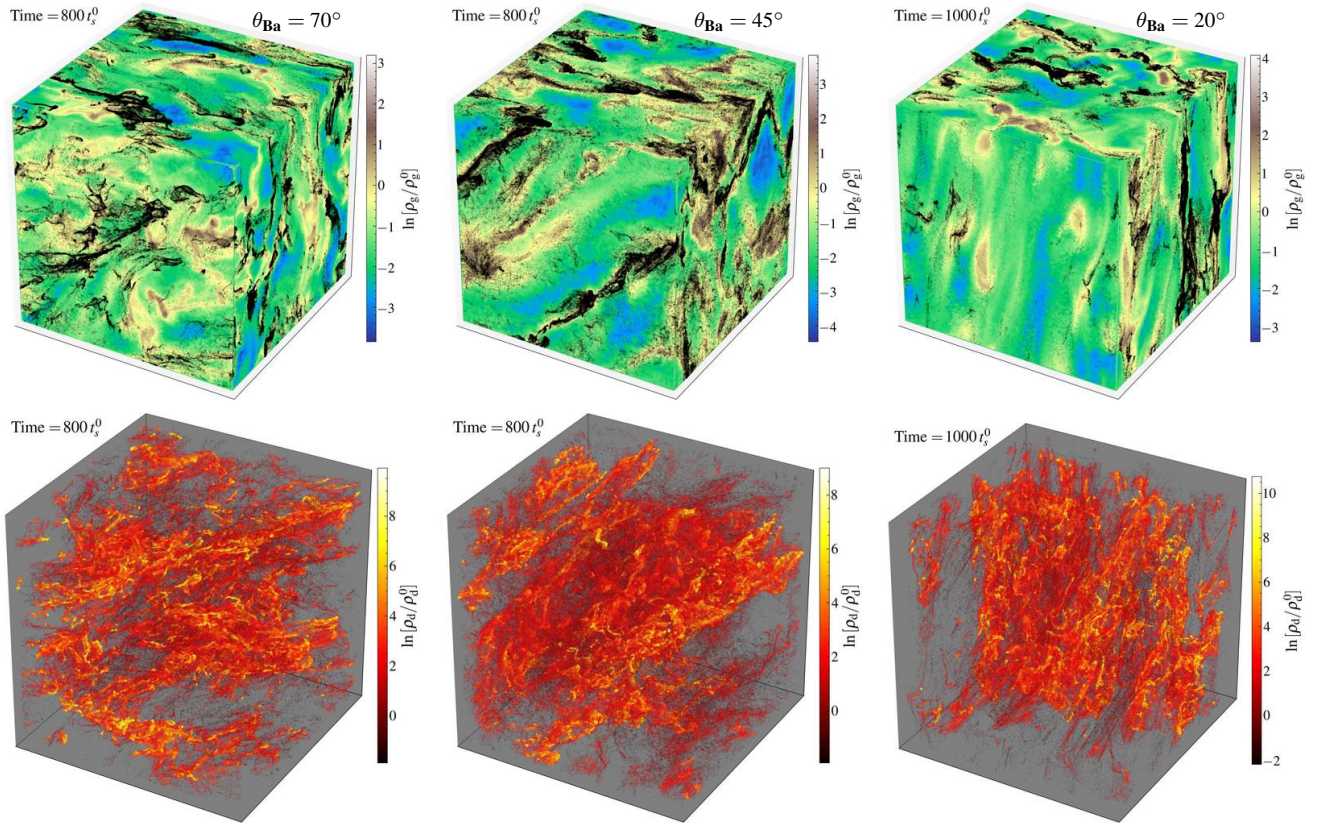 Time = 800 t_s^0
θ_Ba = 70°
3
2
1
0
−1
−2
−3
ln[ρ_g/ρ_g^0]
Time = 800 t_s^0
θ_Ba = 45°
3
2
1
0
−1
−2
−3
−4
ln[ρ_g/ρ_g^0]
Time = 1000 t_s^0
θ_Ba = 20°
4
3
2
1
0
−1
−2
−3
ln[ρ_g/ρ_g^0]
Time = 800 t_s^0
8
6
4
2
0
ln[ρ_d/ρ_d^0]
Time = 800 t_s^0
8
6
4
2
0
ln[ρ_d/ρ_d^0]
Time = 1000 t_s^0
10
8
6
4
2
0
−2
ln[ρ_d/ρ_d^0]